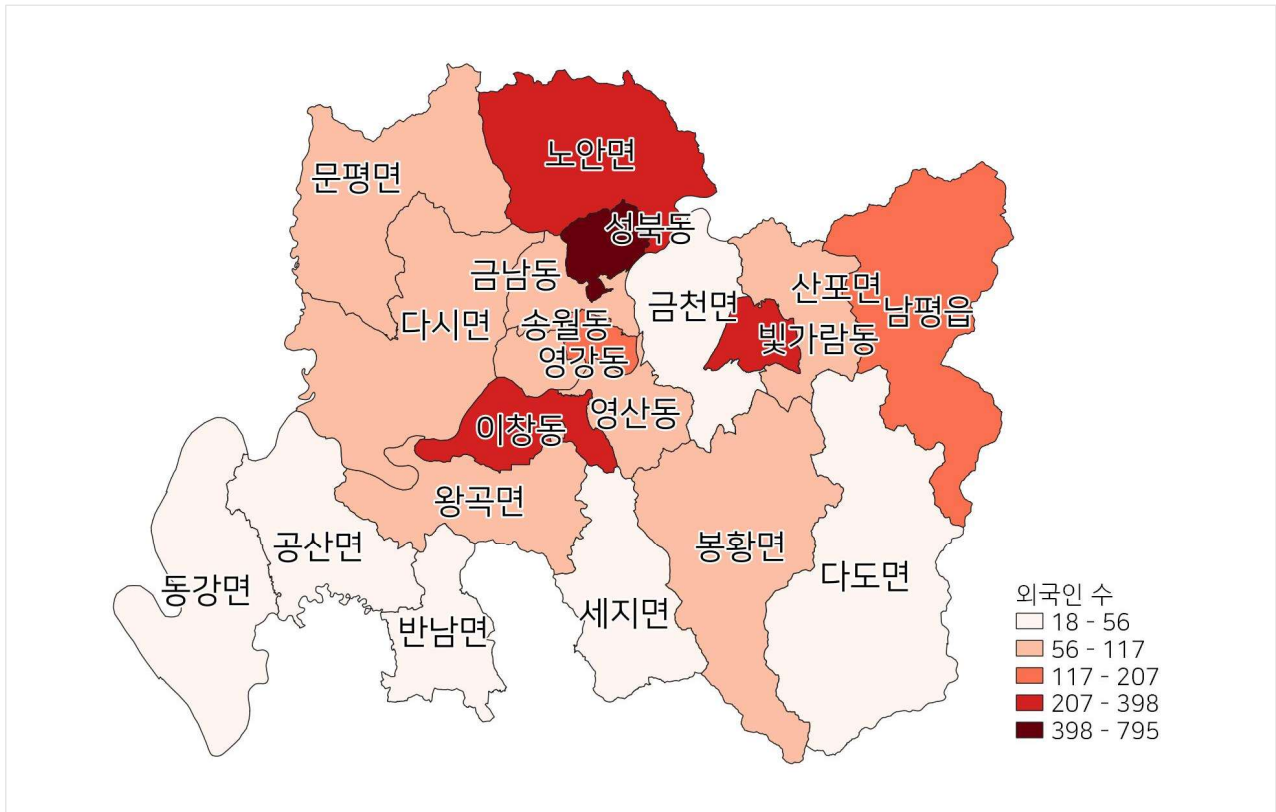 노안면
문평면
성북동
금남동
산포면
금천면
남평읍
다시면
송월동
빛가람동
영강동
영산동
이창동
왕곡면
공산면
봉황면
다도면
동강면
세지면
반남면
외국인 수
18 - 56
56 - 117
117 - 207
207 - 398
398 - 795